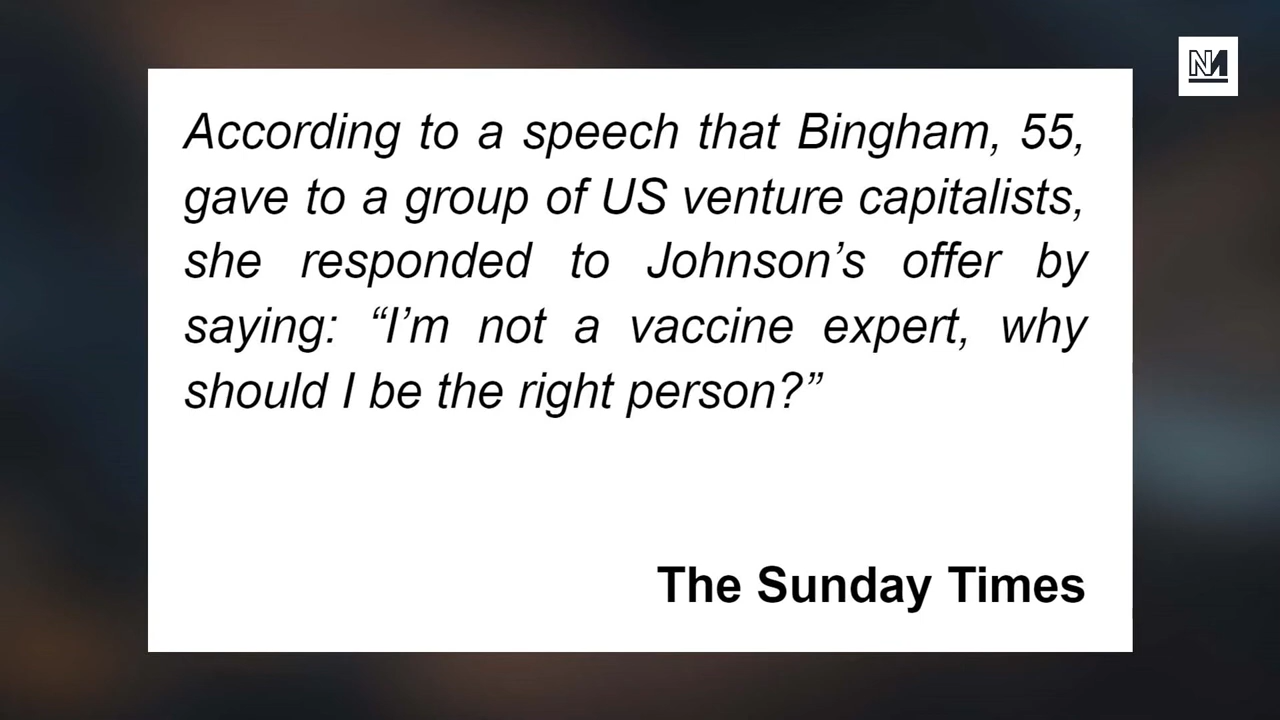 NM
According to a speech that Bingham, 55,
gave to a group of US venture capitalists,
she responded to Johnson’s offer by
saying: “I’m not a vaccine expert, why
should I be the right person?”
The Sunday Times